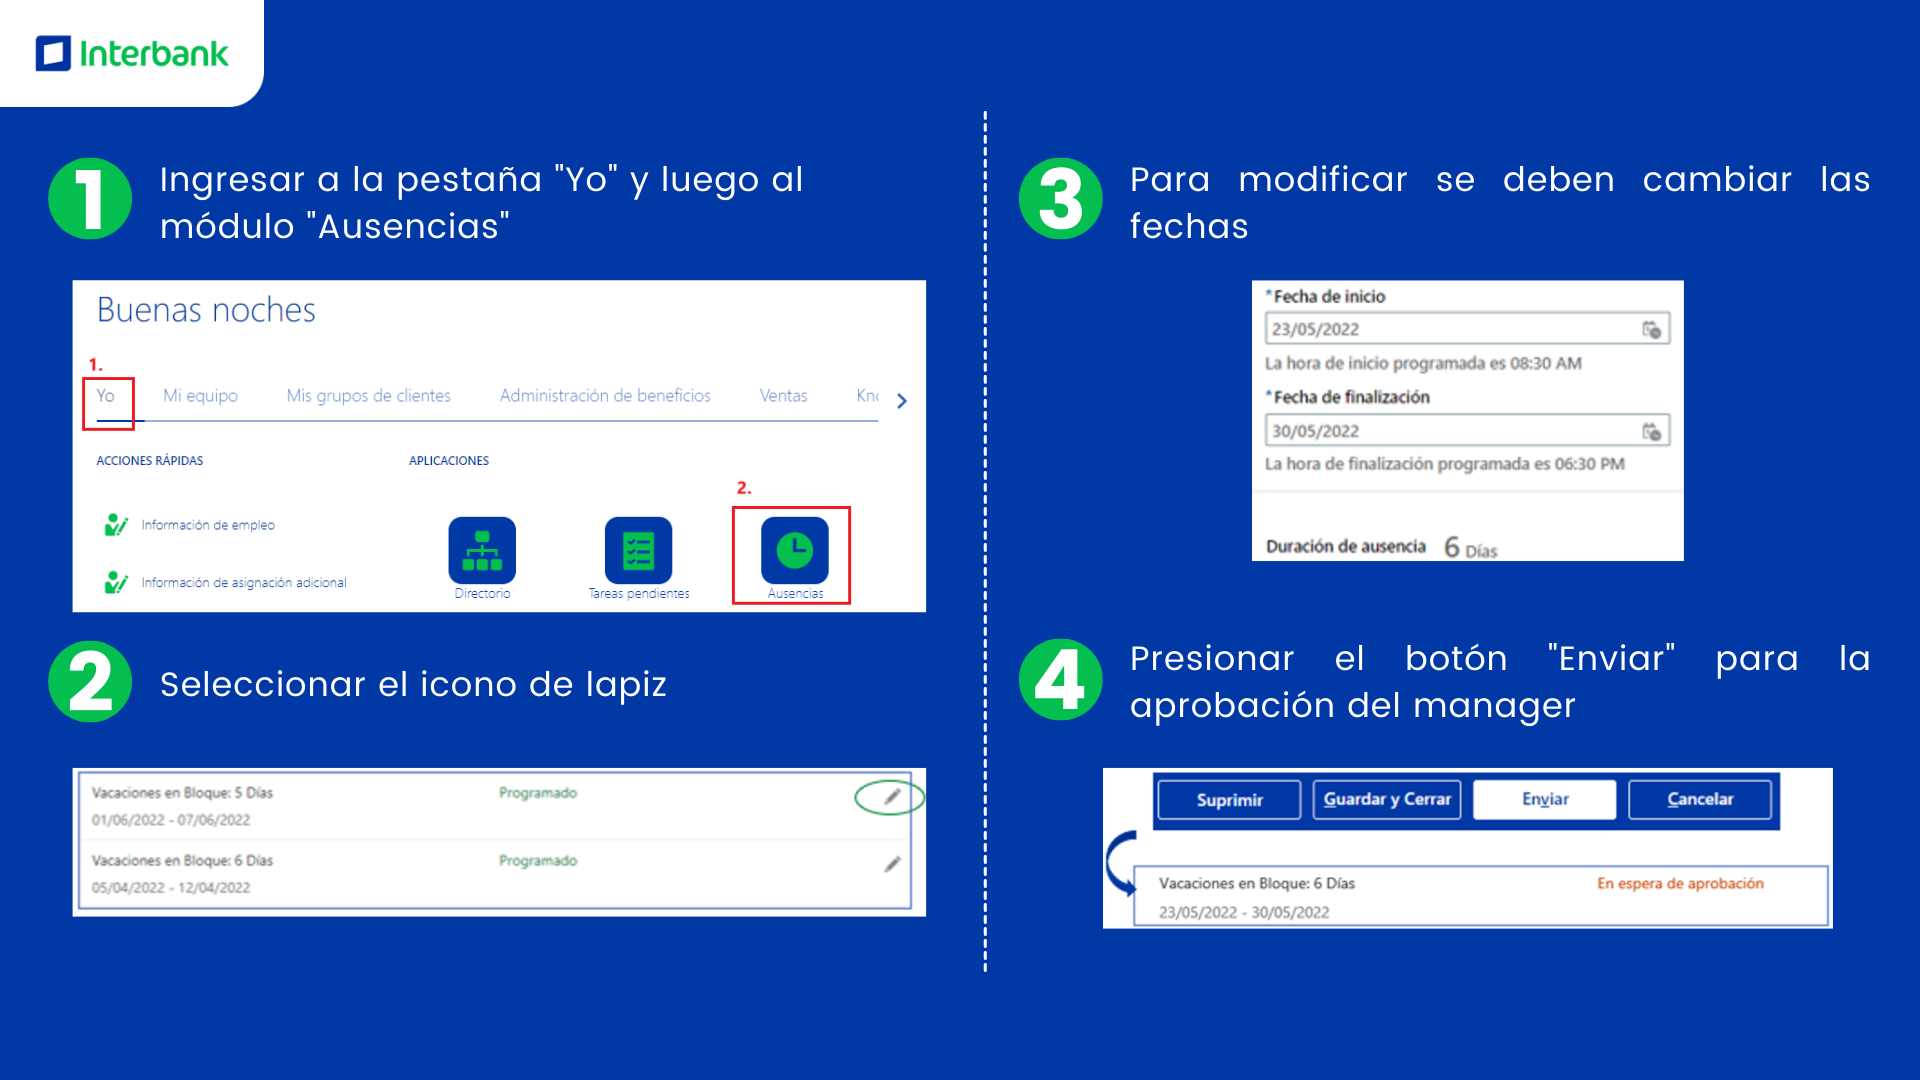 Interbank
1
Ingresar a la pestaña "Yo" y luego al
módulo "Ausencias"
Buenas noches
1.
Yo Mi equipo Mis grupos de clientes Administración de beneficios Ventas Kno
ACCIONES RÁPIDAS APLICACIONES
2.
Información de empleo
Información de asignación adicional
Directorio Tareas pendientes Ausencias
2
Seleccionar el icono de lapiz
Vacaciones en Bloque: 5 Días Programado
01/06/2022 - 07/06/2022
Vacaciones en Bloque: 6 Días Programado
05/04/2022 - 12/04/2022
3
Para modificar se deben cambiar las
fechas
*Fecha de inicio
23/05/2022
La hora de inicio programada es 08:30 AM
*Fecha de finalización
30/05/2022
La hora de finalización programada es 06:30 PM
Duración de ausencia 6 Días
4
Presionar el botón "Enviar" para la
aprobación del manager
Suprimir Guardar y Cerrar Enviar Cancelar
Vacaciones en Bloque: 6 Días En espera de aprobación
23/05/2022 - 30/05/2022